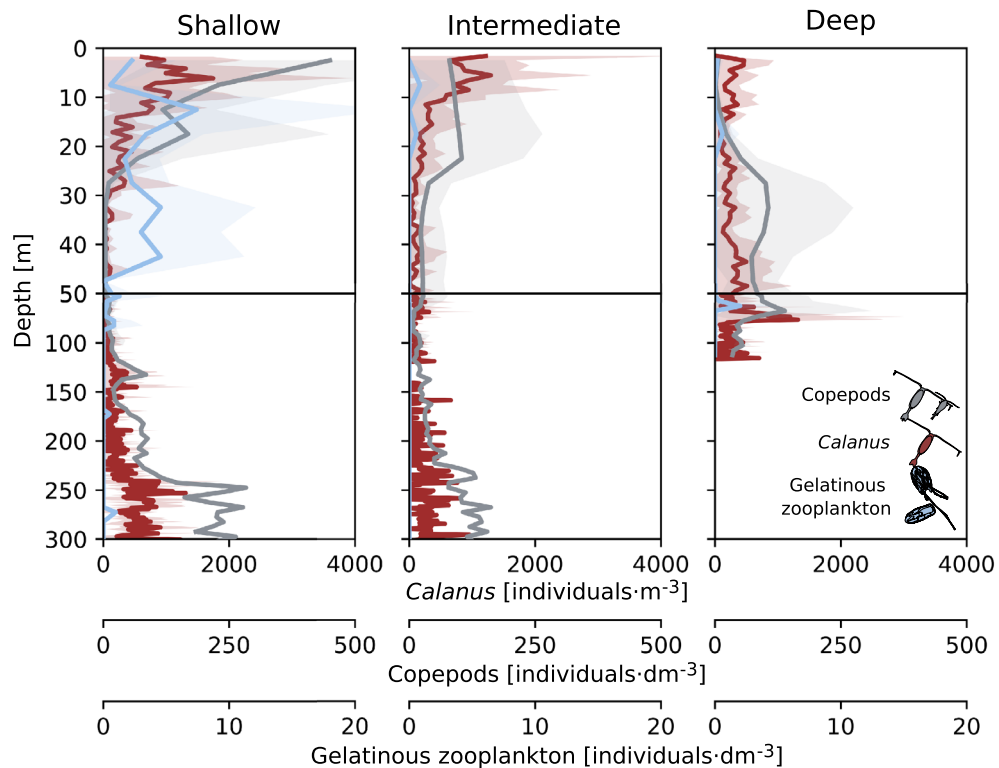 Shallow
Intermediate
Deep
0
10
20
30
40
50
100
150
200
250
300
Depth [m]
Copepods
Calanus
Gelatinous
zooplankton
0 2000 4000 0 2000 4000 0 2000 4000
Calanus [individuals·m⁻³]
0 250 500 0 250 500 0 250 500
Copepods [individuals·dm⁻³]
0 10 20 0 10 20 0 10 20
Gelatinous zooplankton [individuals·dm⁻³]